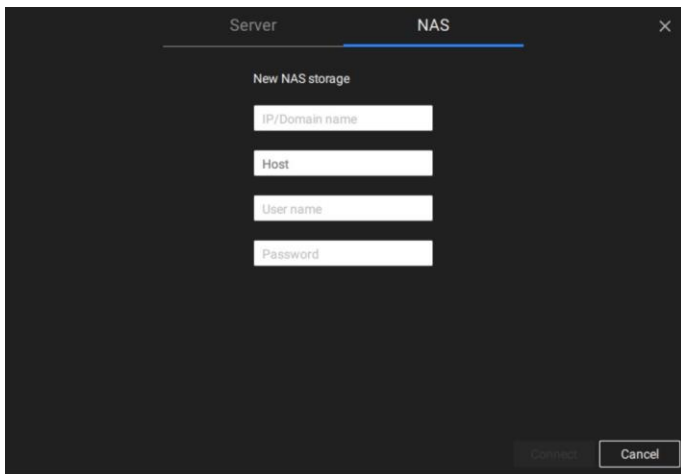 Server NAS
New NAS storage
IP/Domain name
Host
User name
Password
Connect Cancel